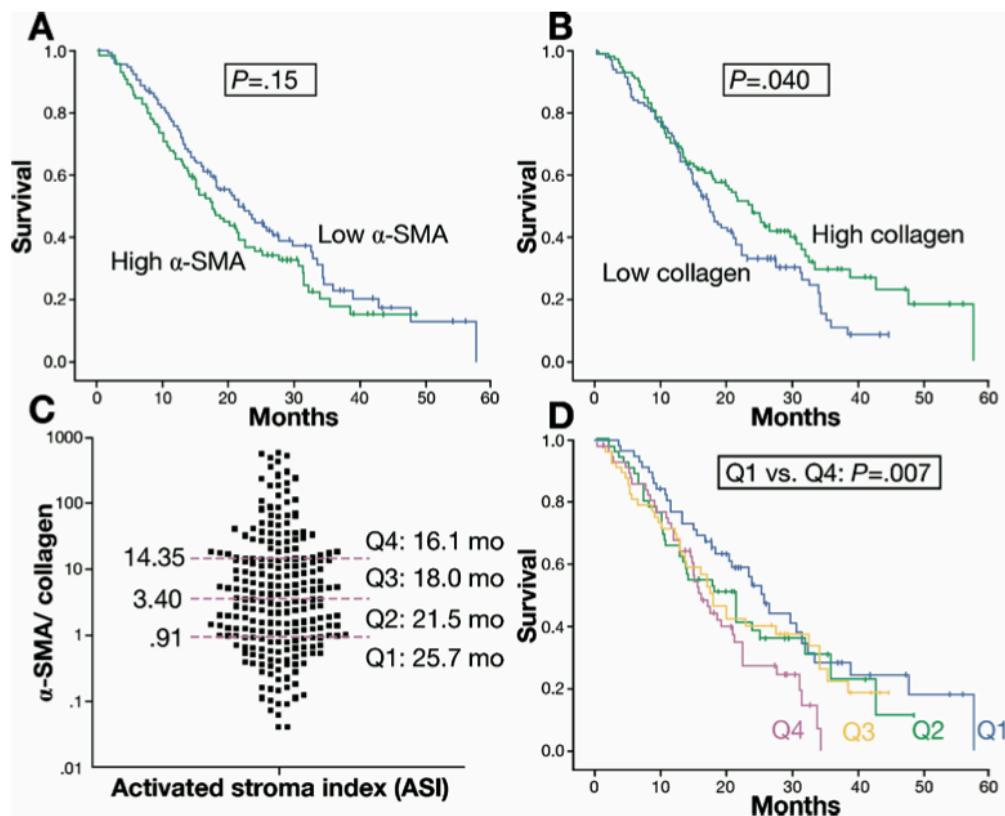 A
P=.15
1.0
0.8
0.6
0.4
0.2
0.0
Survival
High α-SMA
Low α-SMA
0 10 20 30 40 50 60
Months
B
P=.040
1.0
0.8
0.6
0.4
0.2
0.0
Survival
High collagen
Low collagen
0 10 20 30 40 50 60
Months
C
1000
100
10
1
.1
.01
α-SMA/ collagen
14.35
3.40
.91
Q4: 16.1 mo
Q3: 18.0 mo
Q2: 21.5 mo
Q1: 25.7 mo
Activated stroma index (ASI)
D
Q1 vs. Q4: P=.007
1.0
0.8
0.6
0.4
0.2
0.0
Survival
Q4 Q3 Q2 Q1
0 10 20 30 40 50 60
Months